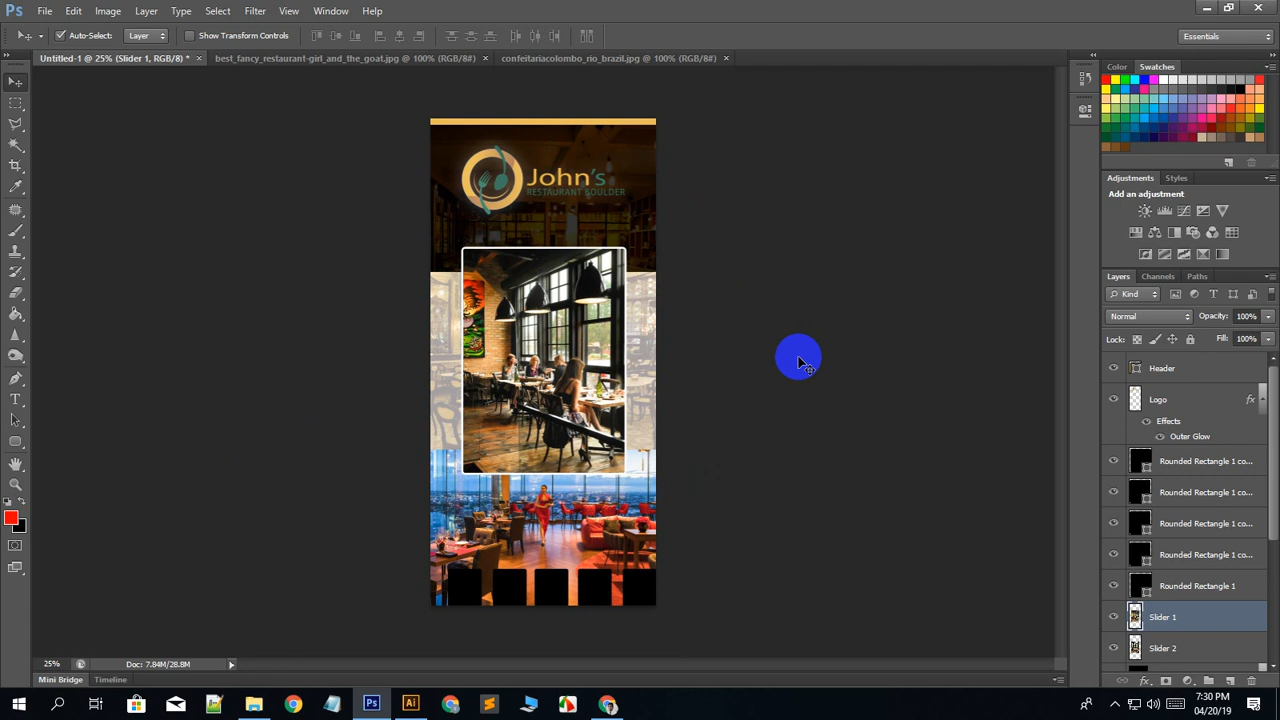 Ps File Edit Image Layer Type Select Filter View Window Help
Auto-Select: Layer Show Transform Controls Essentials
Untitled-1 @ 25% (Slider 1, RGB/8) * × best_fancy_restaurant-girl_and_the_goat.jpg @ 100% (RGB/8#) × confeitariacolombo_rio_brazil.jpg @ 100% (RGB/8#) ×
Color Swatches
John's
RESTAURANT BOULDER
Adjustments Styles
Add an adjustment
Layers Channels Paths
Kind
Normal Opacity: 100%
Lock: Fill: 100%
Header
Logo fx
Effects
Outer Glow
Rounded Rectangle 1 co...
Rounded Rectangle 1 co...
Rounded Rectangle 1 co...
Rounded Rectangle 1 co...
Rounded Rectangle 1
Slider 1
Slider 2
25% Doc: 7.84M/28.8M
Mini Bridge Timeline
7:30 PM
04/20/19